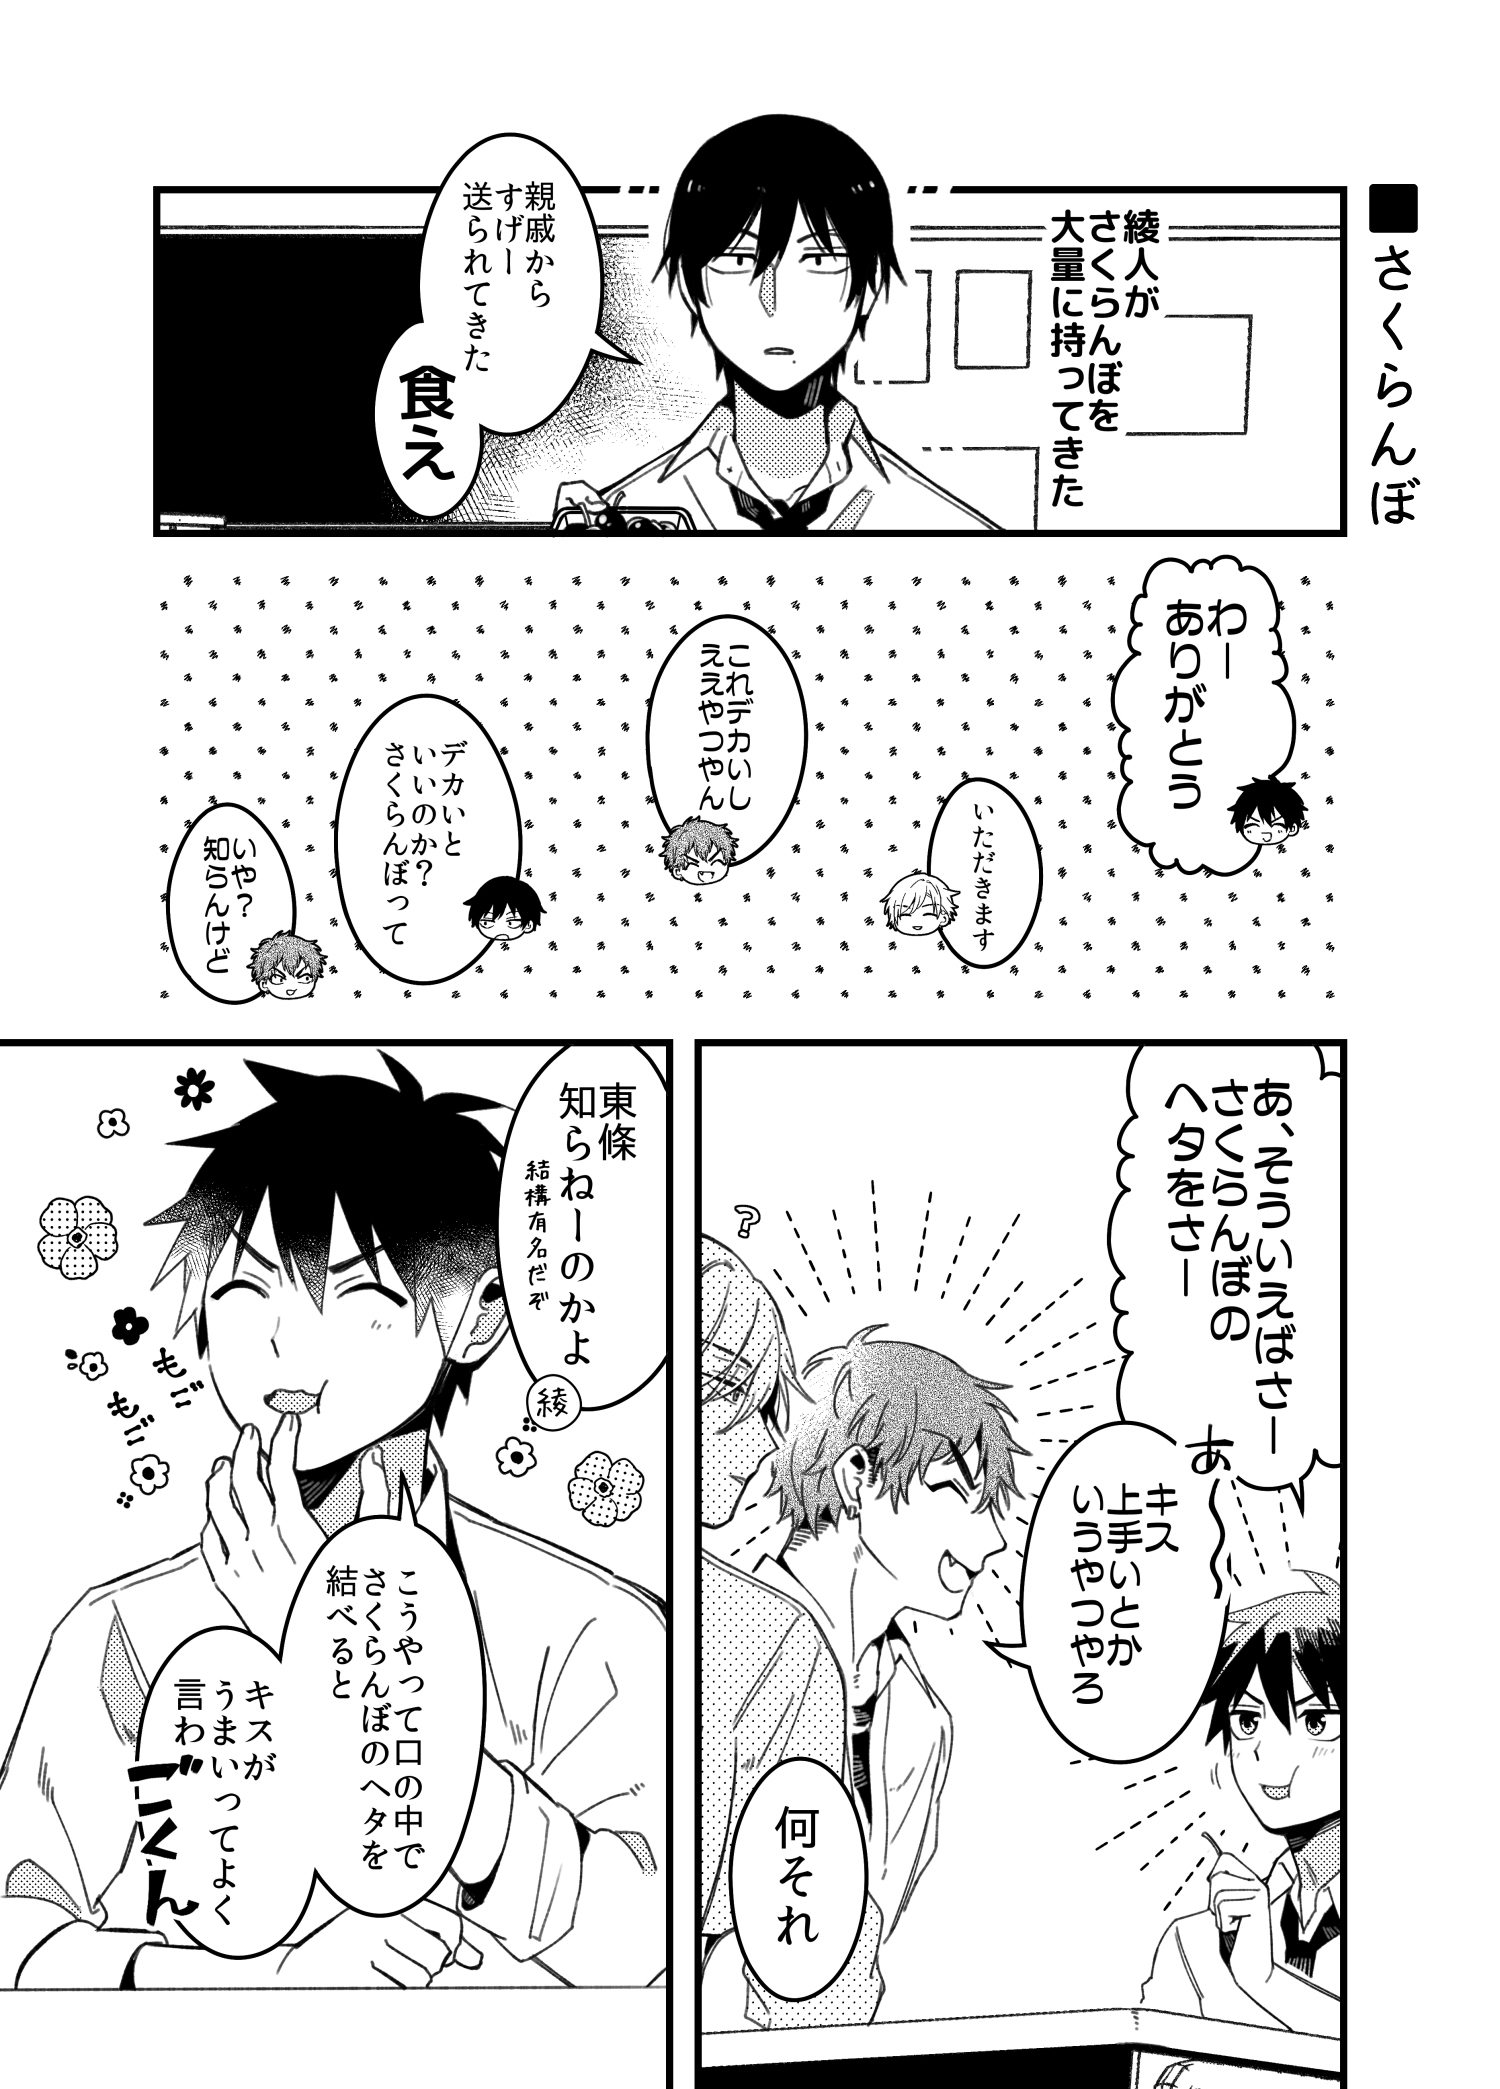 ■さくらんぼ
綾人が
さくらんぼを
大量に持ってきた
親戚から
すげー
送られてきた
食え
わー
ありがとう
いただきます
これデカいし
ええやつやん
デカいと
いいのか？
さくらんぼって
いや？
知らんけど
あ、そういえばさー
さくらんぼの
ヘタをさー
あ
キス
上手いとか
いうやつやろ
？
何それ
東條
知らねーのかよ
結構有名だぞ
綾
もご
もご
こうやって口の中で
さくらんぼのヘタを
結べると
キスが
うまいってよく
言わ
ごくん